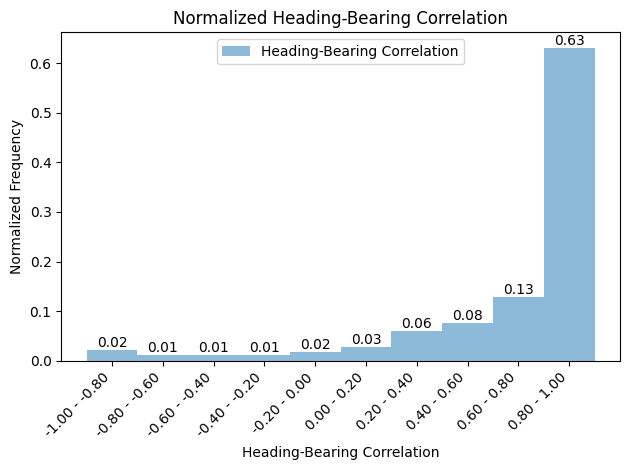 Normalized Heading-Bearing Correlation
Heading-Bearing Correlation
Normalized Frequency
0.6
0.5
0.4
0.3
0.2
0.1
0.0
0.02
0.01
0.01
0.01
0.02
0.03
0.06
0.08
0.13
0.63
-1.00 - -0.80
-0.80 - -0.60
-0.60 - -0.40
-0.40 - -0.20
-0.20 - 0.00
0.00 - 0.20
0.20 - 0.40
0.40 - 0.60
0.60 - 0.80
0.80 - 1.00
Heading-Bearing Correlation